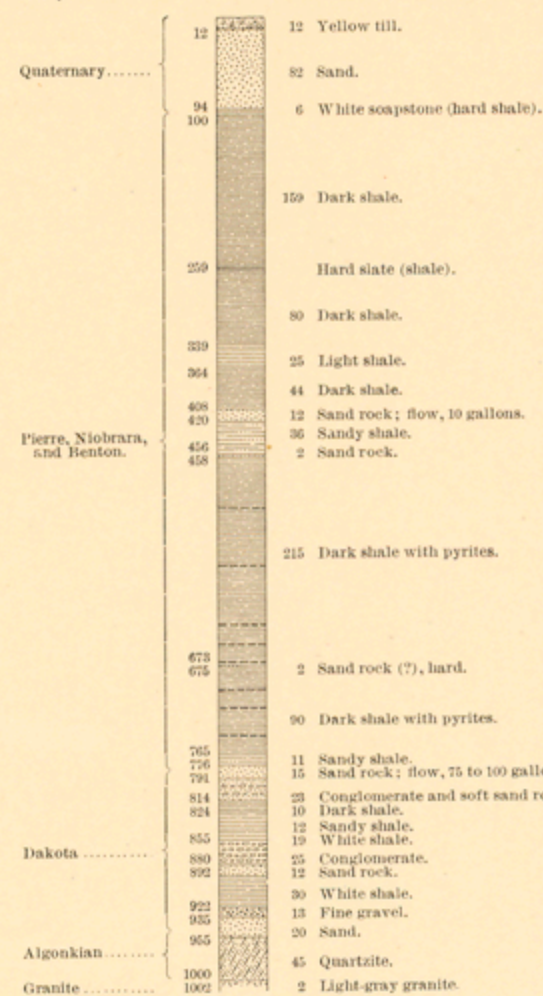 12 12 Yellow till.
Quaternary....... 82 Sand.
94 6 White soapstone (hard shale).
100
159 Dark shale.
259 Hard slate (shale).
80 Dark shale.
339
25 Light shale.
364
44 Dark shale.
408
12 Sand rock; flow, 10 gallons.
420
36 Sandy shale.
Pierre, Niobrara,
and Benton.
456
2 Sand rock.
458
215 Dark shale with pyrites.
673
675 2 Sand rock (?), hard.
90 Dark shale with pyrites.
765
11 Sandy shale.
776
15 Sand rock; flow, 75 to 100
791
814 23 Conglomerate and soft sand
824 10 Dark shale.
12 Sandy shale.
855 19 White shale.
Dakota ..........
880 25 Conglomerate.
892 12 Sand rock.
30 White shale.
922 13 Fine gravel.
935
20 Sand.
955
Algonkian ....... 45 Quartzite.
1000
Granite .......... 1002 2 Light-gray granite.